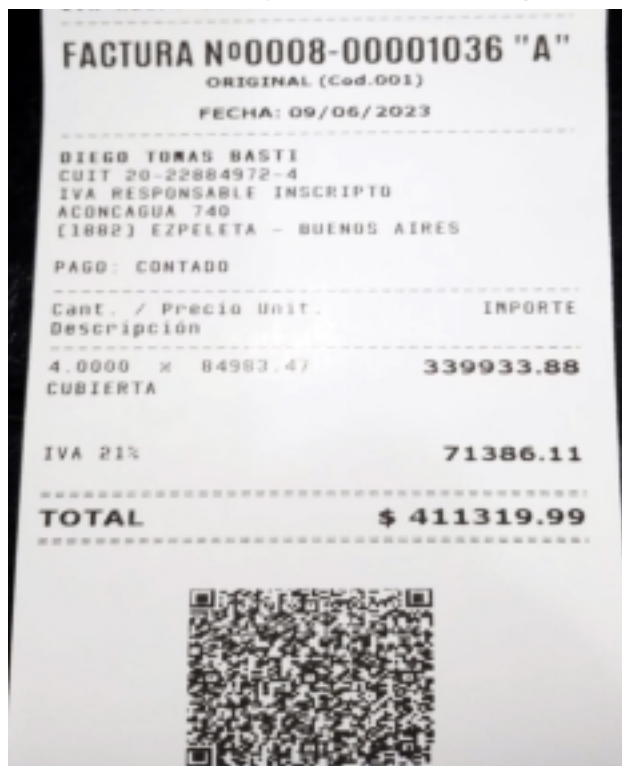 FACTURA Nº0008-00001036 "A"
ORIGINAL (Cod.001)
FECHA: 09/06/2023
DIEGO TOMAS BASTI
CUIT 20-22884972-4
IVA RESPONSABLE INSCRIPTO
ACONCAGUA 740
(1882) EZPELETA - BUENOS AIRES
PAGO: CONTADO
Cant. / Precio Unit. IMPORTE
Descripción
4.0000 x 84983.47 339933.88
CUBIERTA
IVA 21% 71386.11
TOTAL $ 411319.99